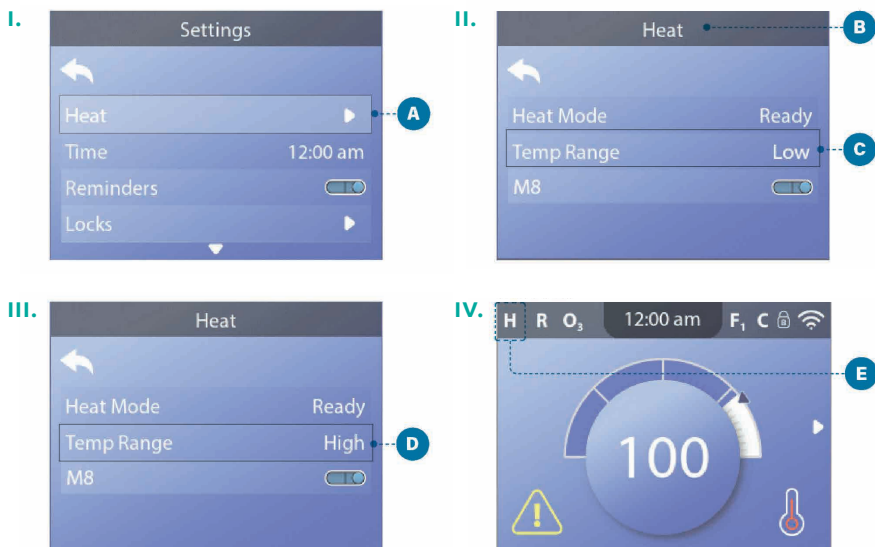 I.
Settings
Heat
A
Time 12:00 am
Reminders
Locks
II.
Heat
B
Heat Mode Ready
Temp Range Low
C
M8
III.
Heat
Heat Mode Ready
Temp Range High
D
M8
IV.
H R O₃ 12:00 am F₁ C
E
100